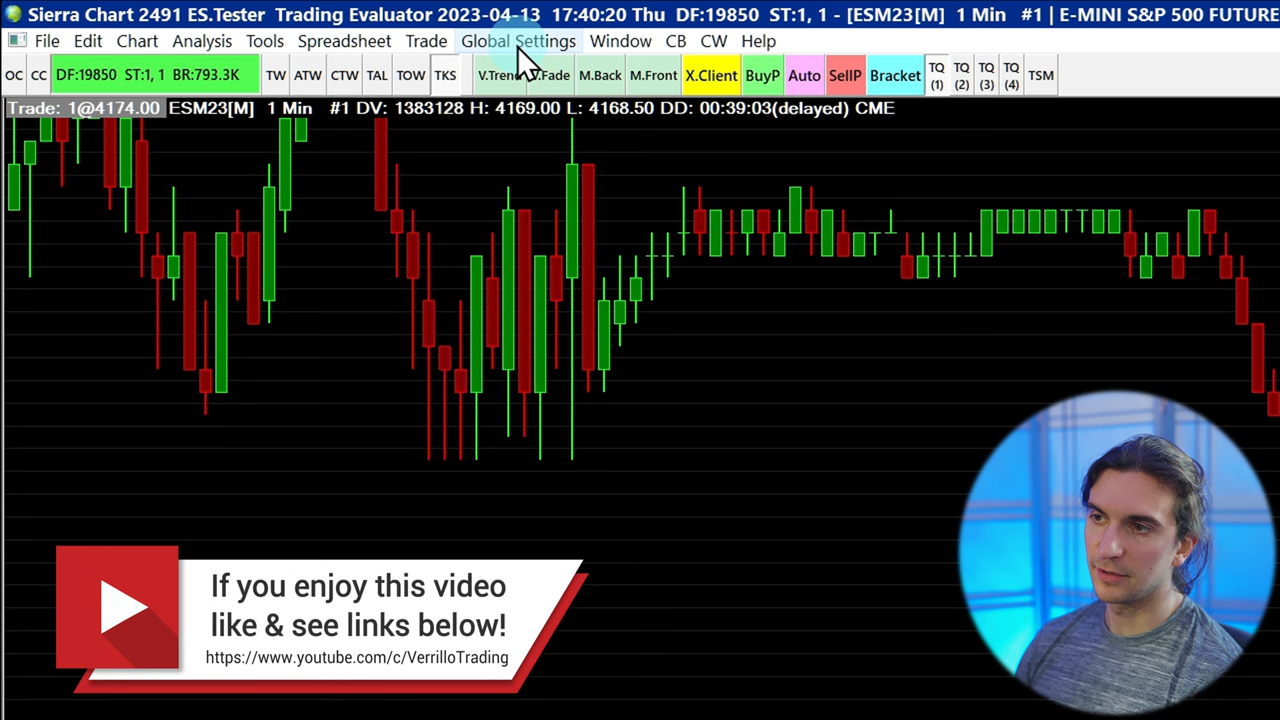 Sierra Chart 2491 ES.Tester Trading Evaluator 2023-04-13 17:40:20 Thu DF:19850 ST:1, 1 - [ESM23[M] 1 Min #1 | E-MINI S&P 500 FUTURE
File Edit Chart Analysis Tools Spreadsheet Trade Global Settings Window CB CW Help
OC CC DF:19850 ST:1, 1 BR:793.3K TW ATW CTW TAL TOW TKS V.Trend V.Fade M.Back M.Front X.Client BuyP Auto SellP Bracket TQ (1) TQ (2) TQ (3) TQ (4) TSM
Trade: 1@4174.00 ESM23[M] 1 Min #1 DV: 1383128 H: 4169.00 L: 4168.50 DD: 00:39:03(delayed) CME
If you enjoy this video
like & see links below!
https://www.youtube.com/c/VerrilloTrading